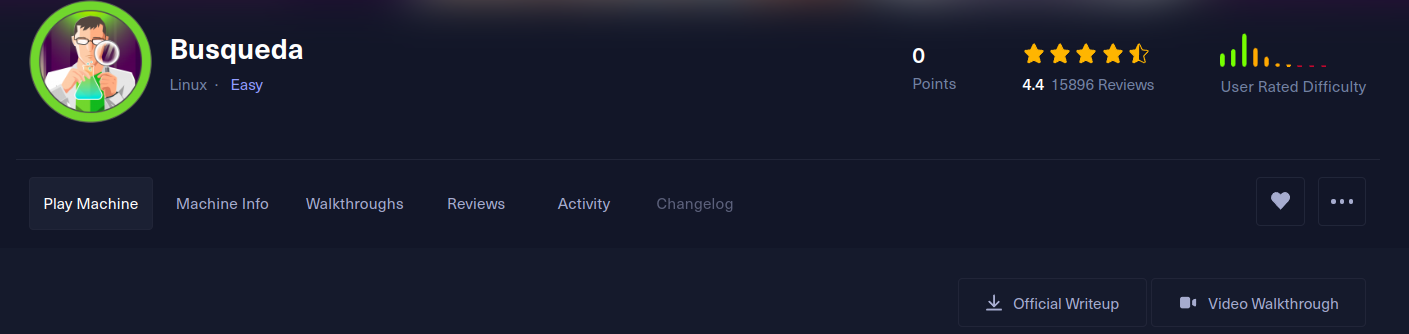 Busqueda
Linux · Easy
0
Points
4.4 15896 Reviews
User Rated Difficulty
Play Machine
Machine Info
Walkthroughs
Reviews
Activity
Changelog
Official Writeup
Video Walkthrough